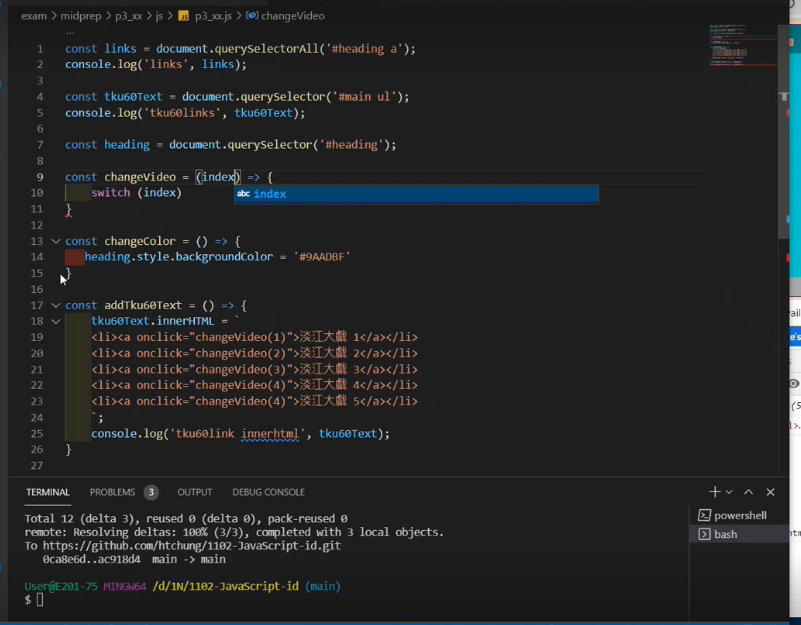 exam > midprep > p3_xx > js > JS p3_xx.js > changeVideo
...
1 const links = document.querySelectorAll('#heading a');
2 console.log('links', links);
3
4 const tku60Text = document.querySelector('#main ul');
5 console.log('tku60links', tku60Text);
6
7 const heading = document.querySelector('#heading');
8
9 const changeVideo = (index) => {
10 switch (index)
abc index
11 }
12
13 const changeColor = () => {
14 heading.style.backgroundColor = '#9AADBF'
15 }
16
17 const addTku60Text = () => {
18 tku60Text.innerHTML = `
19 <li><a onclick="changeVideo(1)">淡江大戲 1</a></li>
20 <li><a onclick="changeVideo(2)">淡江大戲 2</a></li>
21 <li><a onclick="changeVideo(3)">淡江大戲 3</a></li>
22 <li><a onclick="changeVideo(4)">淡江大戲 4</a></li>
23 <li><a onclick="changeVideo(4)">淡江大戲 5</a></li>
24 `;
25 console.log('tku60link innerhtml', tku60Text);
26 }
27
TERMINAL PROBLEMS 3 OUTPUT DEBUG CONSOLE
Total 12 (delta 3), reused 0 (delta 0), pack-reused 0
remote: Resolving deltas: 100% (3/3), completed with 3 local objects.
To https://github.com/htchung/1102-JavaScript-id.git
0ca8e6d..ac918d4 main -> main
User@E201-75 MINGW64 /d/1N/1102-JavaScript-id (main)
$
powershell
bash